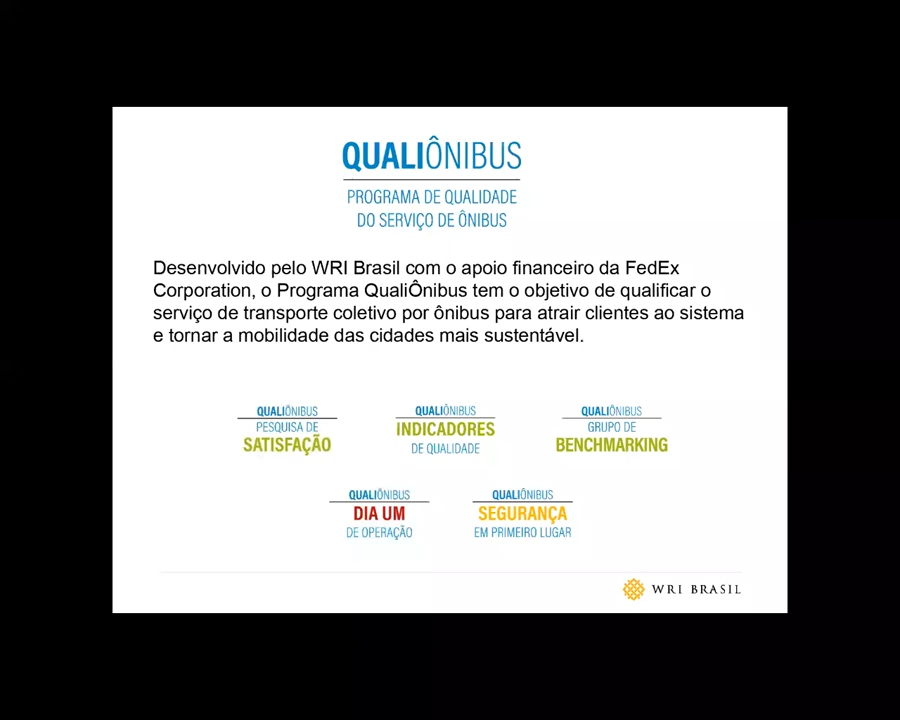 QUALIÔNIBUS
PROGRAMA DE QUALIDADE
DO SERVIÇO DE ÔNIBUS
Desenvolvido pelo WRI Brasil com o apoio financeiro da FedEx
Corporation, o Programa QualiÔnibus tem o objetivo de qualificar o
serviço de transporte coletivo por ônibus para atrair clientes ao sistema
e tornar a mobilidade das cidades mais sustentável.
QUALIÔNIBUS
PESQUISA DE
SATISFAÇÃO
QUALIÔNIBUS
INDICADORES
DE QUALIDADE
QUALIÔNIBUS
GRUPO DE
BENCHMARKING
QUALIÔNIBUS
DIA UM
DE OPERAÇÃO
QUALIÔNIBUS
SEGURANÇA
EM PRIMEIRO LUGAR
WRI BRASIL